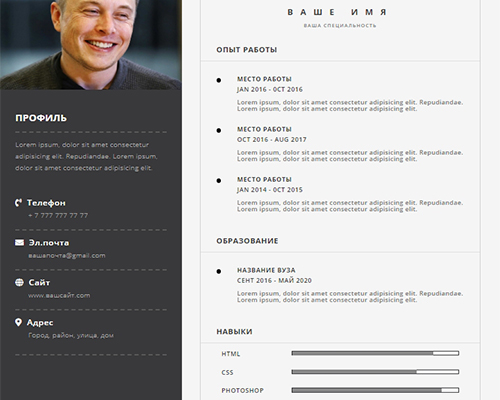 ВАШЕ ИМЯ
ВАША СПЕЦИАЛЬНОСТЬ
ОПЫТ РАБОТЫ
МЕСТО РАБОТЫ
JAN 2016 - OCT 2016
Lorem ipsum, dolor sit amet consectetur adipisicing elit. Repudiandae.
Lorem ipsum, dolor sit amet consectetur adipisicing elit.
МЕСТО РАБОТЫ
OCT 2016 - AUG 2017
Lorem ipsum, dolor sit amet consectetur adipisicing elit. Repudiandae.
Lorem ipsum, dolor sit amet consectetur adipisicing elit.
МЕСТО РАБОТЫ
JAN 2014 - OCT 2015
Lorem ipsum, dolor sit amet consectetur adipisicing elit. Repudiandae.
Lorem ipsum, dolor sit amet consectetur adipisicing elit.
ОБРАЗОВАНИЕ
НАЗВАНИЕ ВУЗА
СЕНТ 2016 - МАЙ 2020
Lorem ipsum, dolor sit amet consectetur adipisicing elit. Repudiandae.
Lorem ipsum, dolor sit amet consectetur adipisicing elit.
НАВЫКИ
HTML
CSS
PHOTOSHOP
ПРОФИЛЬ
Lorem ipsum, dolor sit amet consectetur
adipisicing elit. Repudiandae. Lorem ipsum,
dolor sit amet consectetur adipisicing elit.
Телефон
+ 7 777 777 77 77
Эл.почта
вашапочта@gmail.com
Сайт
www.вашсайт.com
Адрес
Город, район, улица, дом